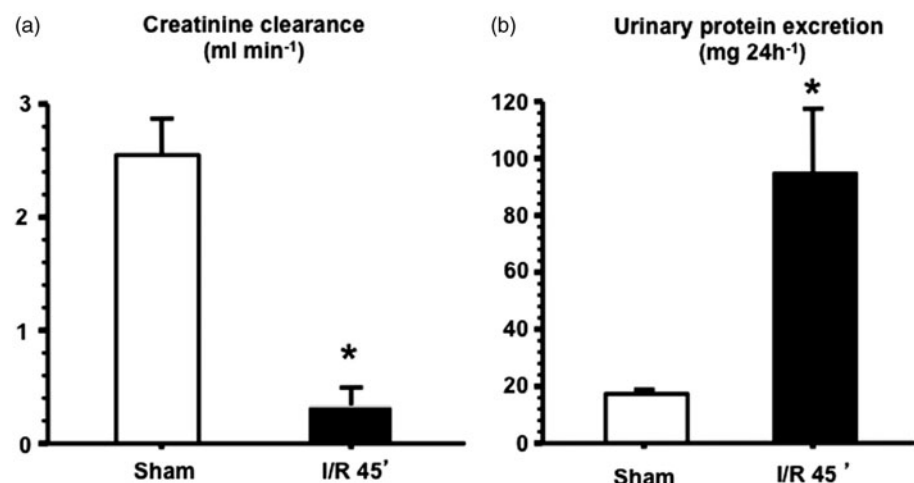 (a)
Creatinine clearance
(ml min⁻¹)
3
2
1
0
*
Sham
I/R 45'
(b)
Urinary protein excretion
(mg 24h⁻¹)
120
100
80
60
40
20
0
*
Sham
I/R 45 '